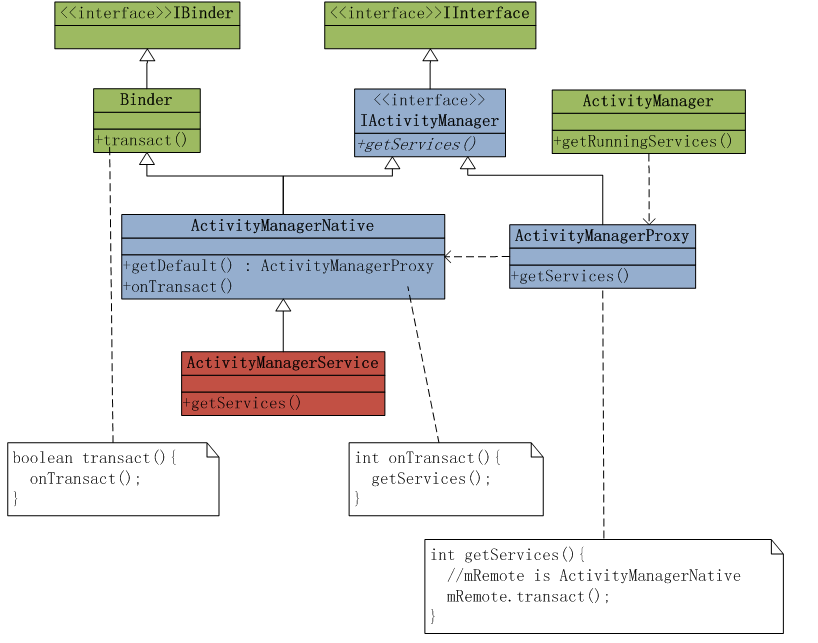 <<interface>>IBinder
<<interface>>IInterface
Binder
+transact()
<<interface>>
IActivityManager
+getServices()
ActivityManager
+getRunningServices()
ActivityManagerNative
+getDefault() : ActivityManagerProxy
+onTransact()
ActivityManagerProxy
+getServices()
ActivityManagerService
+getServices()
boolean transact(){
onTransact();
}
int onTransact(){
getServices();
}
int getServices(){
//mRemote is ActivityManagerNative
mRemote.transact();
}